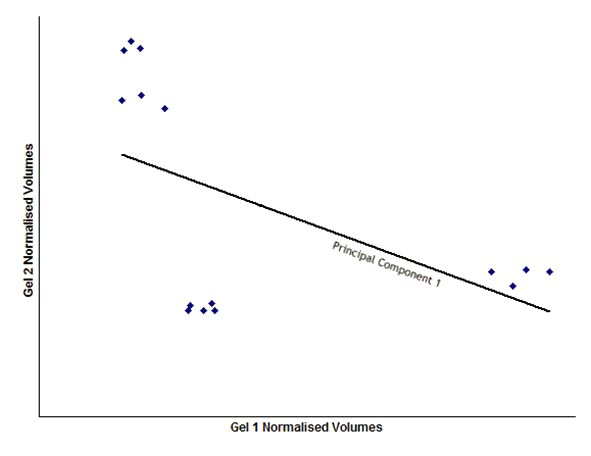 Gel 2 Normalised Volumes
Principal Component 1
Gel 1 Normalised Volumes